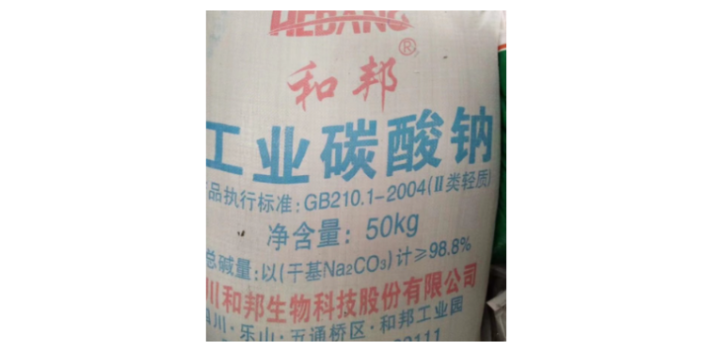 HEBANG
和邦®
工业碳酸钠
品执行标准:GB210.1-2004(Ⅱ类轻质)
净含量: 50kg
总碱量:以(干基Na₂CO₃)计≥98.8%
川和邦生物科技股份有限公司
四川·乐山·五通桥区·和邦工业园